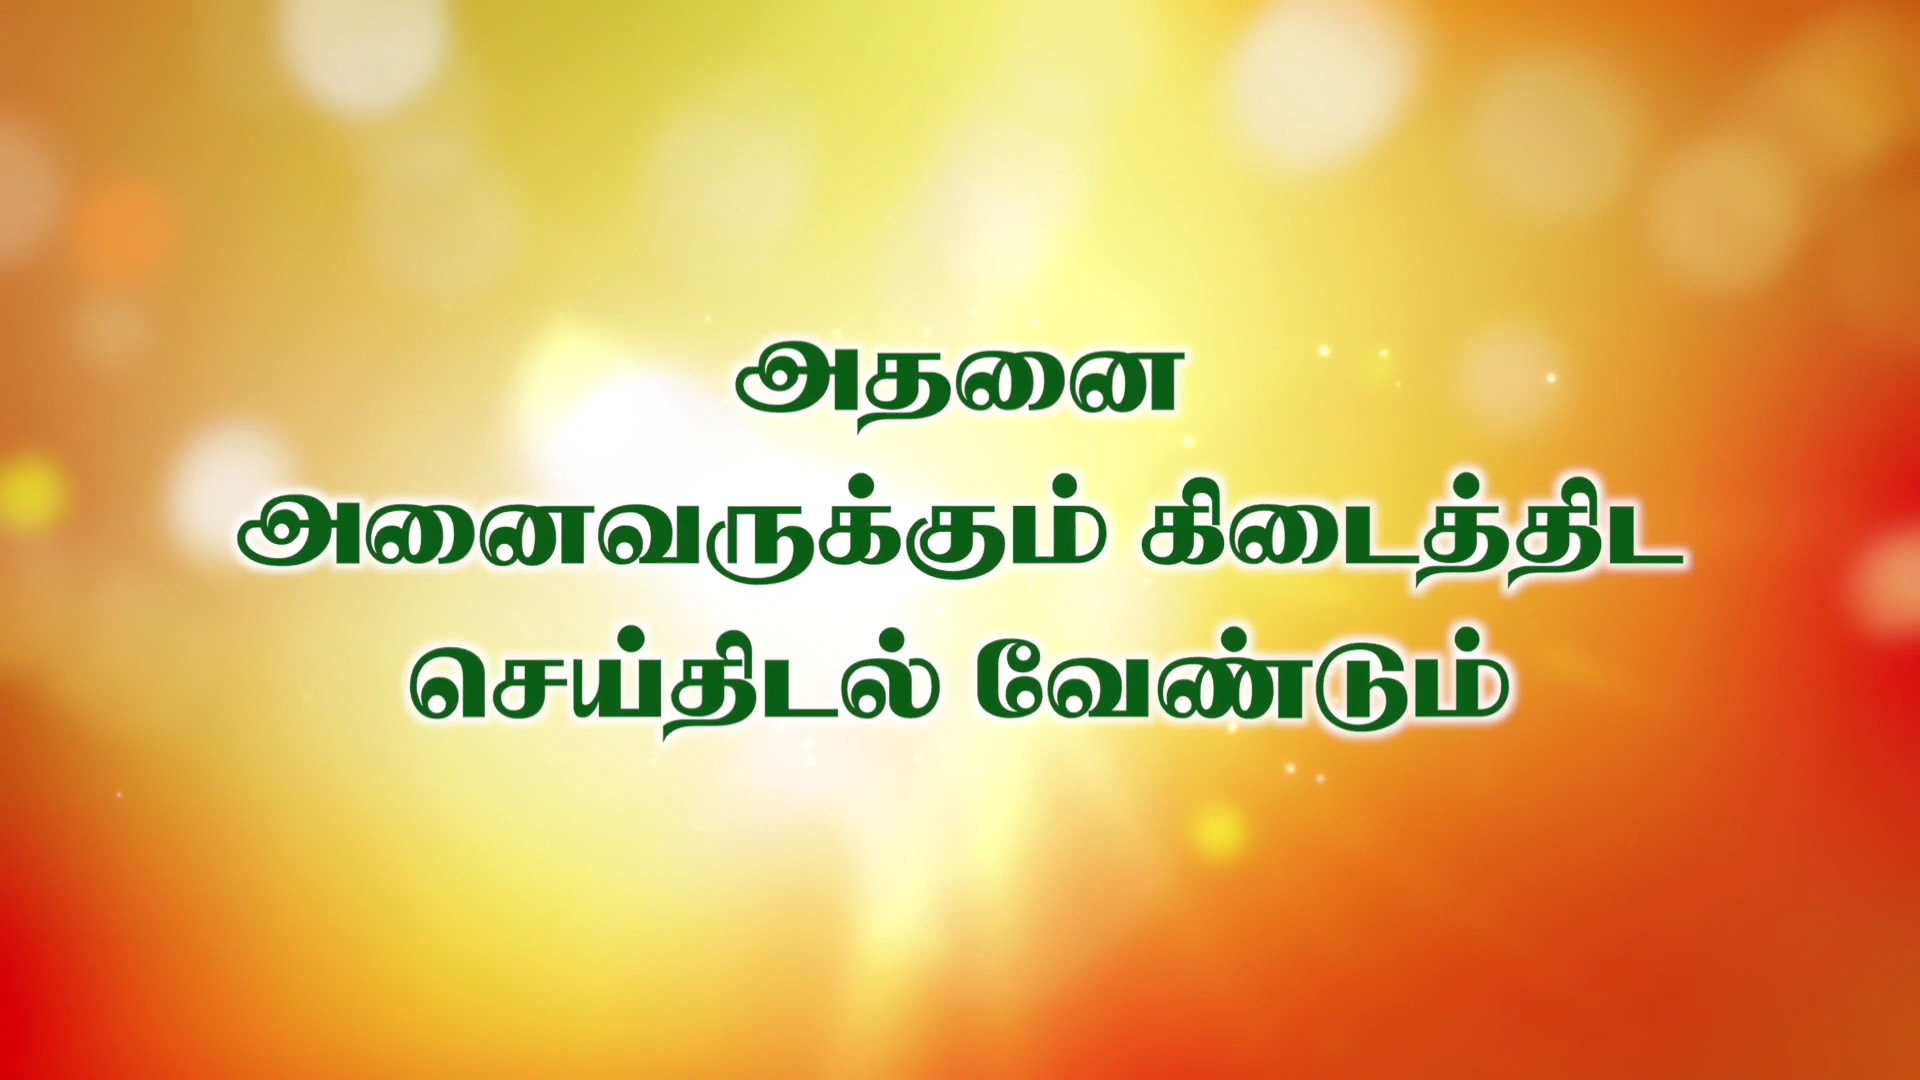 அதனை
அனைவருக்கும் கிடைத்திட
செய்திடல் வேண்டும்